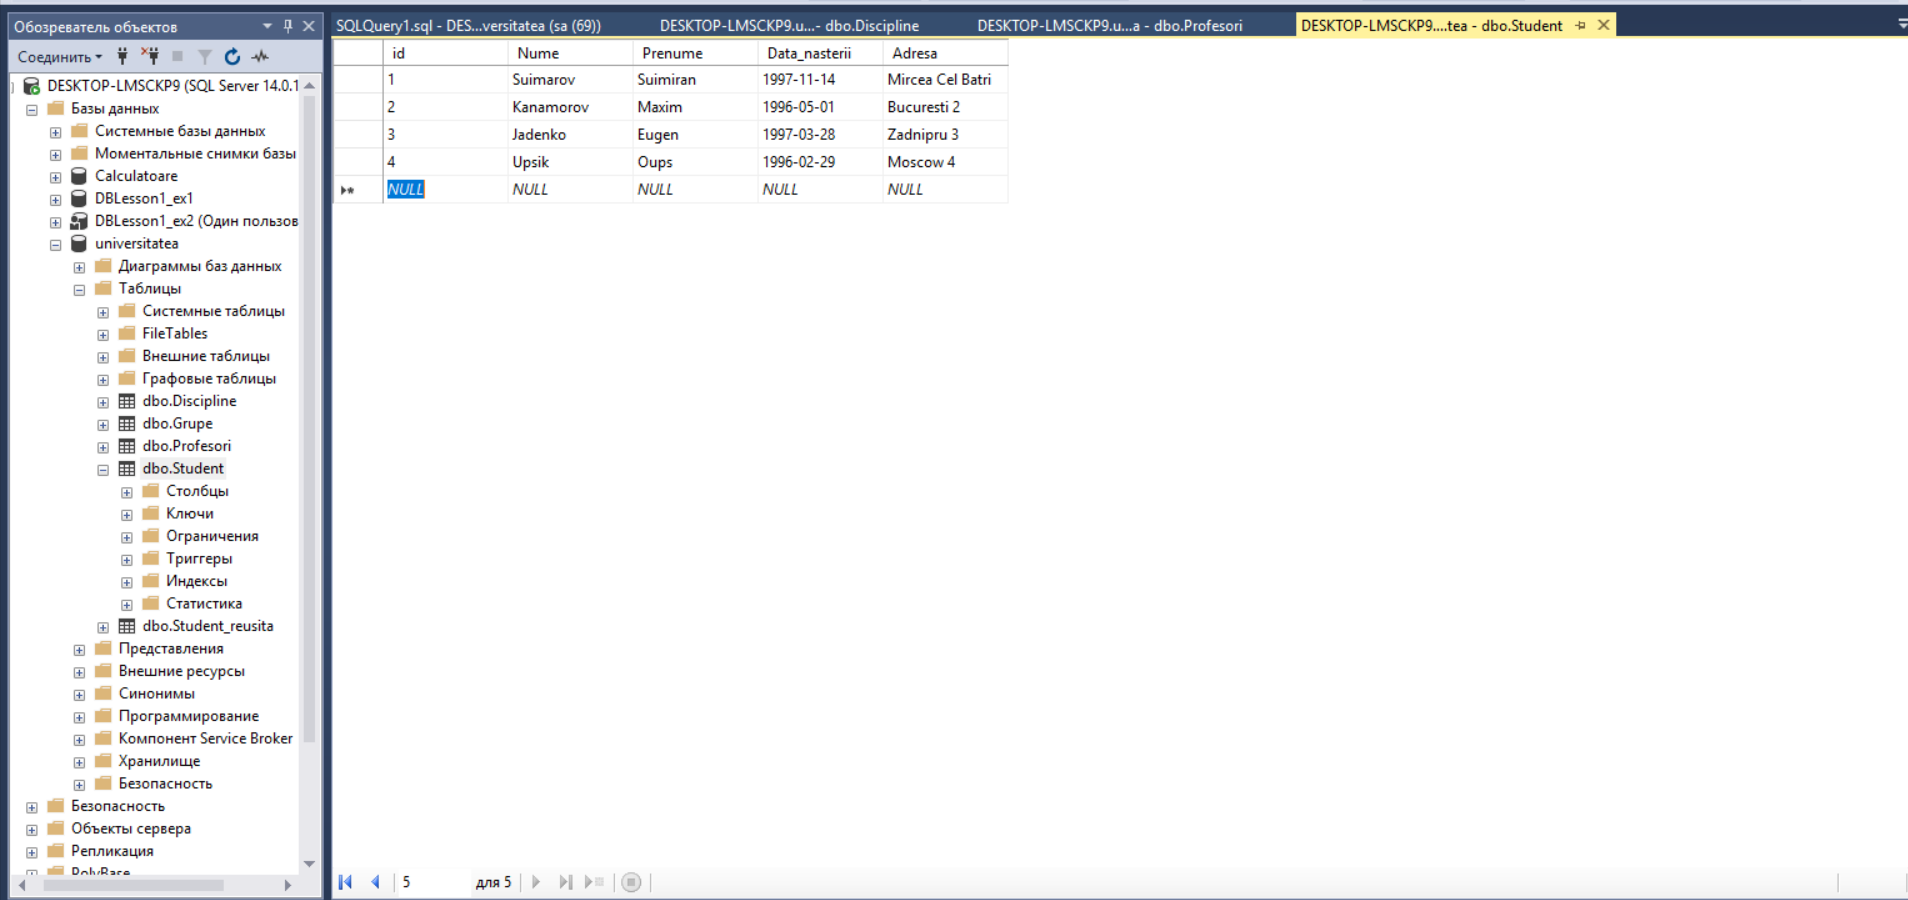 Обозреватель объектов
Соединить
DESKTOP-LMSCKP9 (SQL Server 14.0.1
Базы данных
Системные базы данных
Моментальные снимки базы
Calculatoare
DBLesson1_ex1
DBLesson1_ex2 (Один пользов
universitatea
Диаграммы баз данных
Таблицы
Системные таблицы
FileTables
Внешние таблицы
Графовые таблицы
dbo.Discipline
dbo.Grupe
dbo.Profesori
dbo.Student
Столбцы
Ключи
Ограничения
Триггеры
Индексы
Статистика
dbo.Student_reusita
Представления
Внешние ресурсы
Синонимы
Программирование
Компонент Service Broker
Хранилище
Безопасность
Безопасность
Объекты сервера
Репликация
PolyBase
SQLQuery1.sql - DES...versitatea (sa (69)) DESKTOP-LMSCKP9.u...- dbo.Discipline DESKTOP-LMSCKP9.u...a - dbo.Profesori DESKTOP-LMSCKP9....tea - dbo.Student
id Nume Prenume Data_nasterii Adresa
1 Suimarov Suimiran 1997-11-14 Mircea Cel Batri
2 Kanamorov Maxim 1996-05-01 Bucuresti 2
3 Jadenko Eugen 1997-03-28 Zadnipru 3
4 Upsik Oups 1996-02-29 Moscow 4
NULL NULL NULL NULL NULL
5 для 5